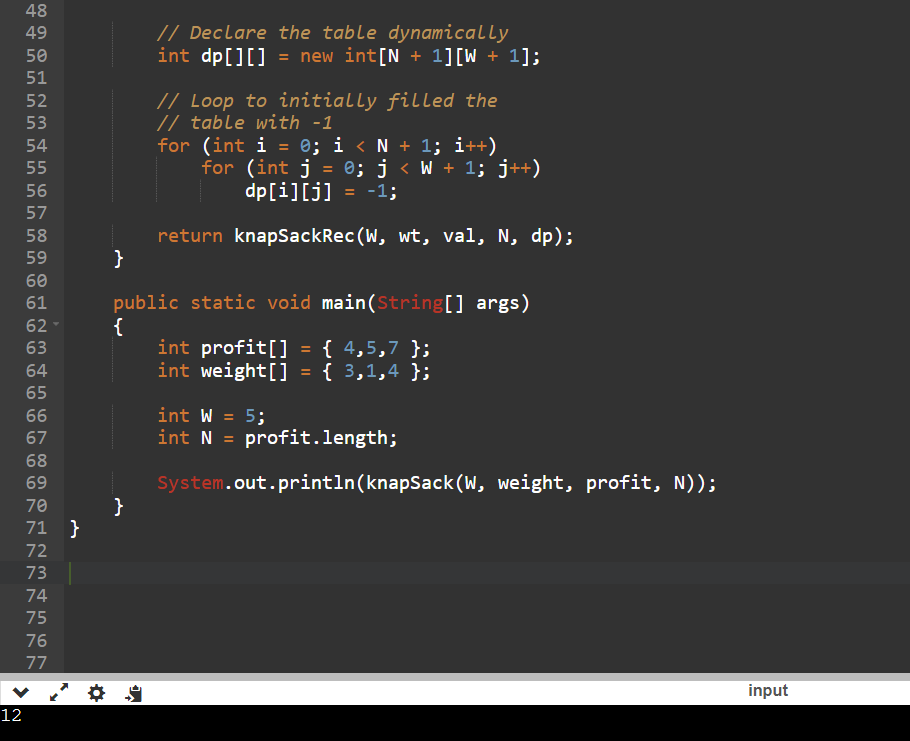 48
49 // Declare the table dynamically
50 int dp[][] = new int[N + 1][W + 1];
51
52 // Loop to initially filled the
53 // table with -1
54 for (int i = 0; i < N + 1; i++)
55 for (int j = 0; j < W + 1; j++)
56 dp[i][j] = -1;
57
58 return knapSackRec(W, wt, val, N, dp);
59 }
60
61 public static void main(String[] args)
62 {
63 int profit[] = { 4,5,7 };
64 int weight[] = { 3,1,4 };
65
66 int W = 5;
67 int N = profit.length;
68
69 System.out.println(knapSack(W, weight, profit, N));
70 }
71 }
72
73
74
75
76
77
input
12